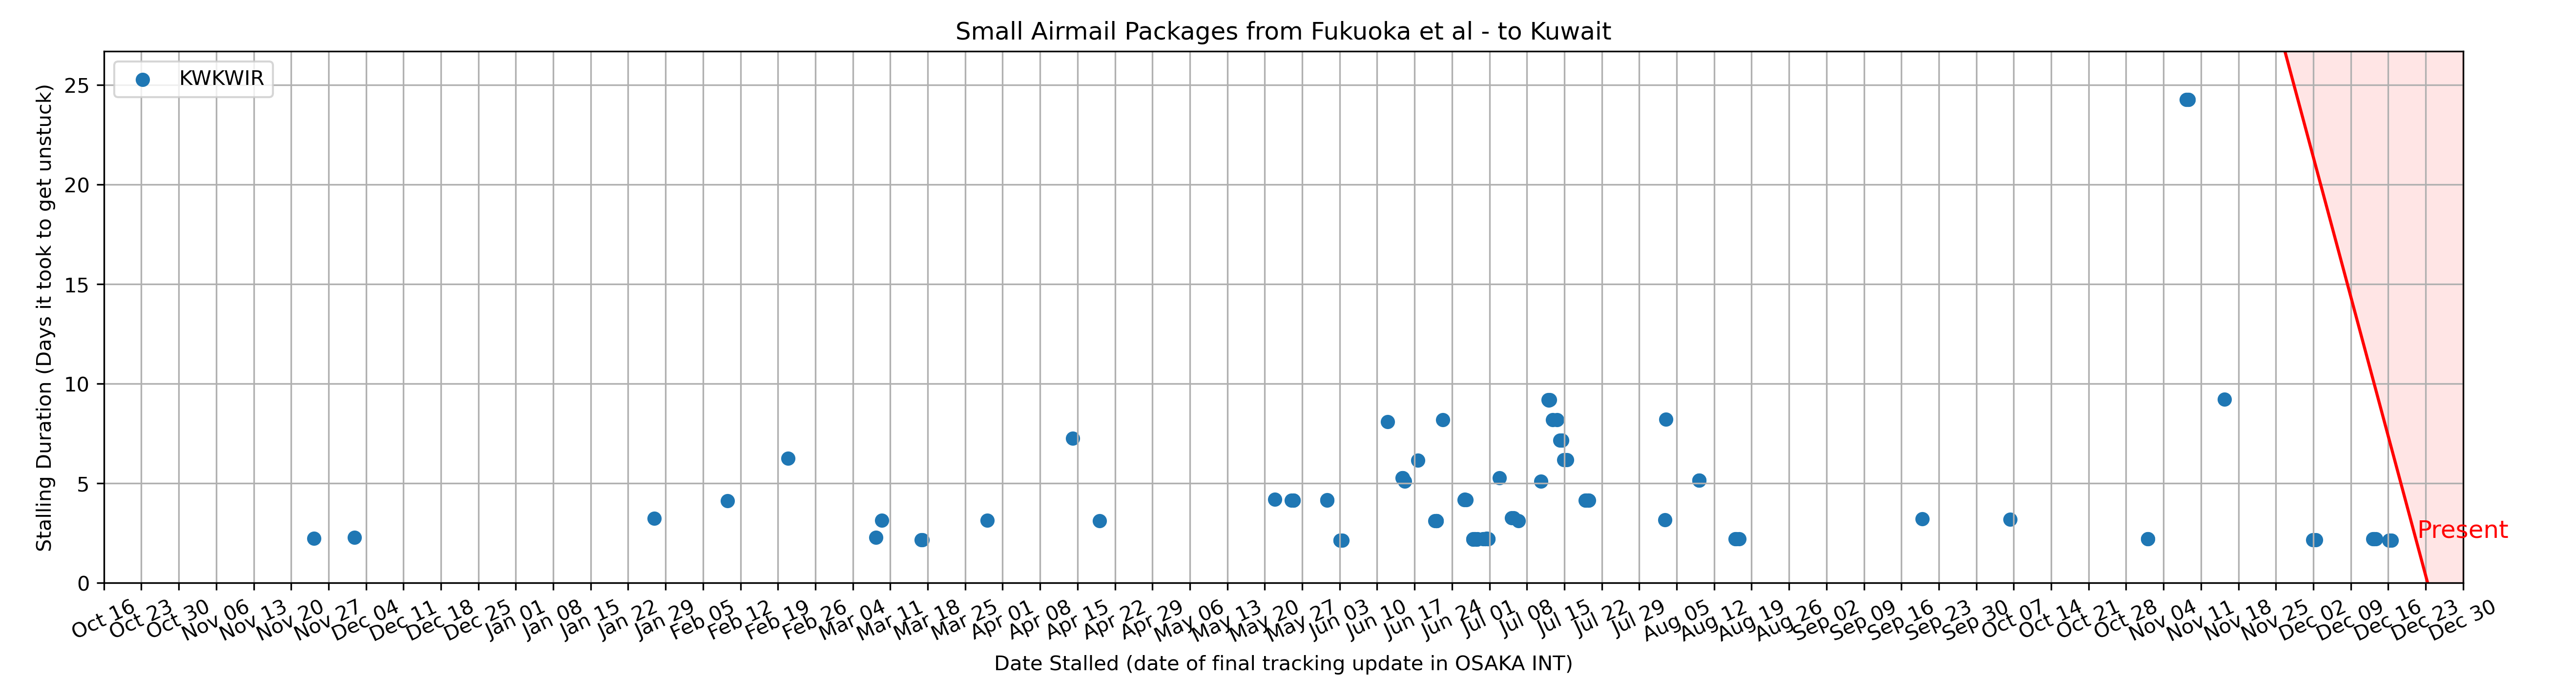 Small Airmail Packages from Fukuoka et al - to Kuwait
KWKWIR
Stalling Duration (Days it took to get unstuck)
25
20
15
10
5
0
Present
Oct 16
Oct 23
Oct 30
Nov 06
Nov 13
Nov 20
Nov 27
Dec 04
Dec 11
Dec 18
Dec 25
Jan 01
Jan 08
Jan 15
Jan 22
Jan 29
Feb 05
Feb 12
Feb 19
Feb 26
Mar 04
Mar 11
Mar 18
Mar 25
Apr 01
Apr 08
Apr 15
Apr 22
Apr 29
May 06
May 13
May 20
May 27
Jun 03
Jun 10
Jun 17
Jun 24
Jul 01
Jul 08
Jul 15
Jul 22
Jul 29
Aug 05
Aug 12
Aug 19
Aug 26
Sep 02
Sep 09
Sep 16
Sep 23
Sep 30
Oct 07
Oct 14
Oct 21
Oct 28
Nov 04
Nov 11
Nov 18
Nov 25
Dec 02
Dec 09
Dec 16
Dec 23
Dec 30
Date Stalled (date of final tracking update in OSAKA INT)